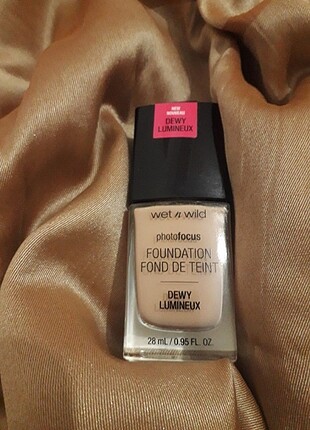 NEW
NOUVEAU
DEWY
LUMINEUX
wet n wild
photofocus
FOUNDATION
FOND DE TEINT
DEWY
LUMINEUX
28 mL / 0.95 FL. OZ.